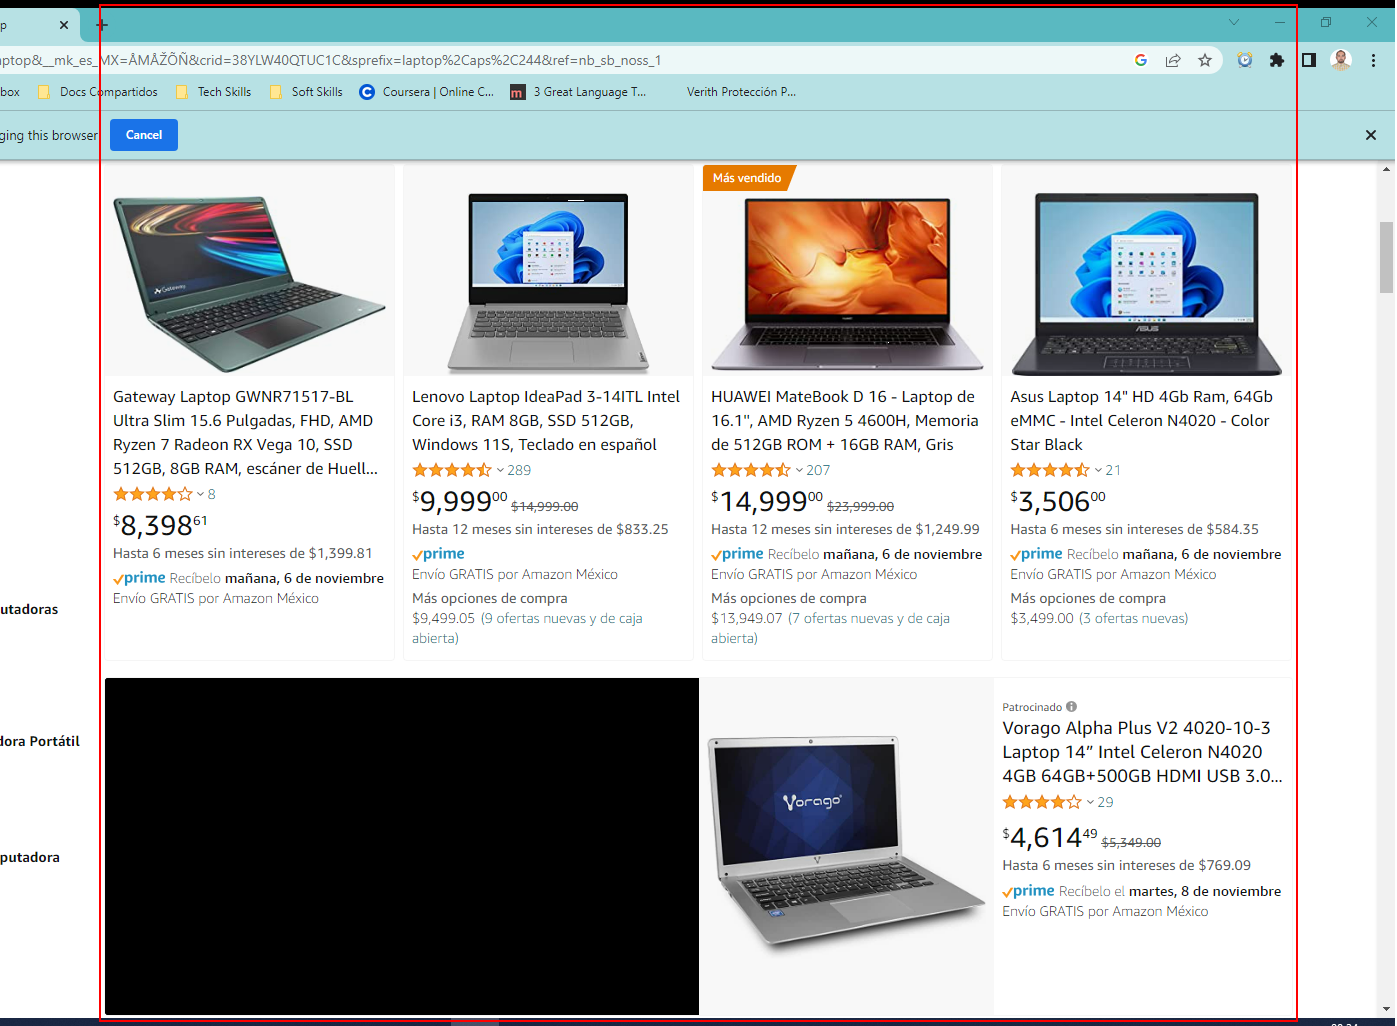 p
aptop&__mk_es_MX=ÅMÅŽÕÑ&crid=38YLW40QTUC1C&sprefix=laptop%2Caps%2C244&ref=nb_sb_noss_1
box
Docs Compartidos
Tech Skills
Soft Skills
Coursera | Online C...
3 Great Language T...
Verith Protección P...
ging this browser
Cancel
Más vendido
Gateway
ASUS
HUAWEI
Gateway Laptop GWNR71517-BL
Ultra Slim 15.6 Pulgadas, FHD, AMD
Ryzen 7 Radeon RX Vega 10, SSD
512GB, 8GB RAM, escáner de Huell...
8
$8,398 61
Hasta 6 meses sin intereses de $1,399.81
prime Recíbelo mañana, 6 de noviembre
Envío GRATIS por Amazon México
Lenovo Laptop IdeaPad 3-14ITL Intel
Core i3, RAM 8GB, SSD 512GB,
Windows 11S, Teclado en español
289
$9,999 00 $14,999.00
Hasta 12 meses sin intereses de $833.25
prime
Envío GRATIS por Amazon México
Más opciones de compra
$9,499.05 (9 ofertas nuevas y de caja
abierta)
HUAWEI MateBook D 16 - Laptop de
16.1", AMD Ryzen 5 4600H, Memoria
de 512GB ROM + 16GB RAM, Gris
207
$14,999 00 $23,999.00
Hasta 12 meses sin intereses de $1,249.99
prime Recíbelo mañana, 6 de noviembre
Envío GRATIS por Amazon México
Más opciones de compra
$13,949.07 (7 ofertas nuevas y de caja
abierta)
Asus Laptop 14" HD 4Gb Ram, 64Gb
eMMC - Intel Celeron N4020 - Color
Star Black
21
$3,506 00
Hasta 6 meses sin intereses de $584.35
prime Recíbelo mañana, 6 de noviembre
Envío GRATIS por Amazon México
Más opciones de compra
$3,499.00 (3 ofertas nuevas)
utadoras
dora Portátil
putadora
Vorago
Patrocinado
Vorago Alpha Plus V2 4020-10-3
Laptop 14” Intel Celeron N4020
4GB 64GB+500GB HDMI USB 3.0...
29
$4,614 49 $5,349.00
Hasta 6 meses sin intereses de $769.09
prime Recíbelo el martes, 8 de noviembre
Envío GRATIS por Amazon México